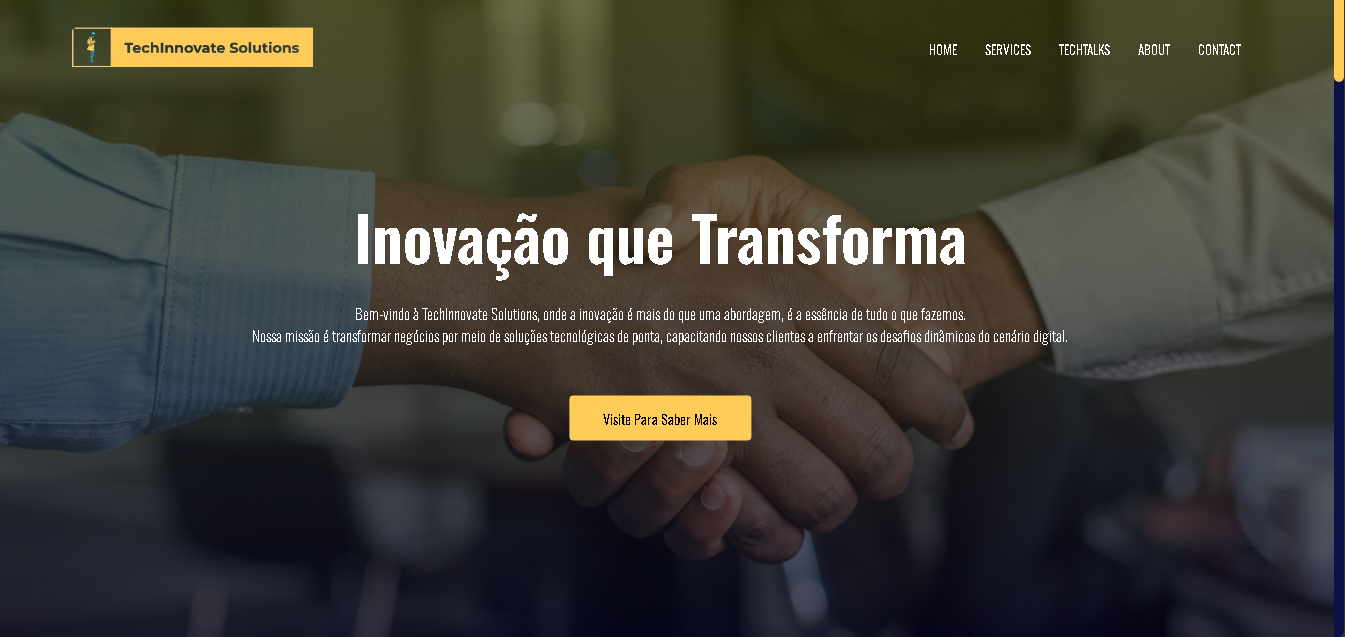 TechInnovate Solutions
HOME SERVICES TECHTALKS ABOUT CONTACT
Inovação que Transforma
Bem-vindo à TechInnovate Solutions, onde a inovação é mais do que uma abordagem, é a essência de tudo o que fazemos.
Nossa missão é transformar negócios por meio de soluções tecnológicas de ponta, capacitando nossos clientes a enfrentar os desafios dinâmicos do cenário digital.
Visite Para Saber Mais